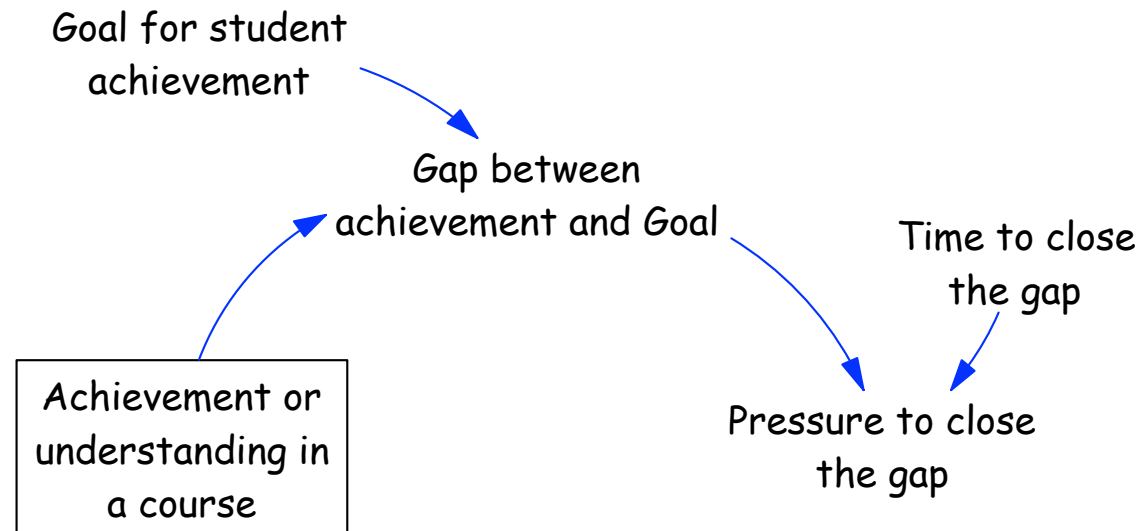 Goal for student
achievement
Gap between
achievement and Goal
Time to close
the gap
Achievement or
understanding in
a course
Pressure to close
the gap